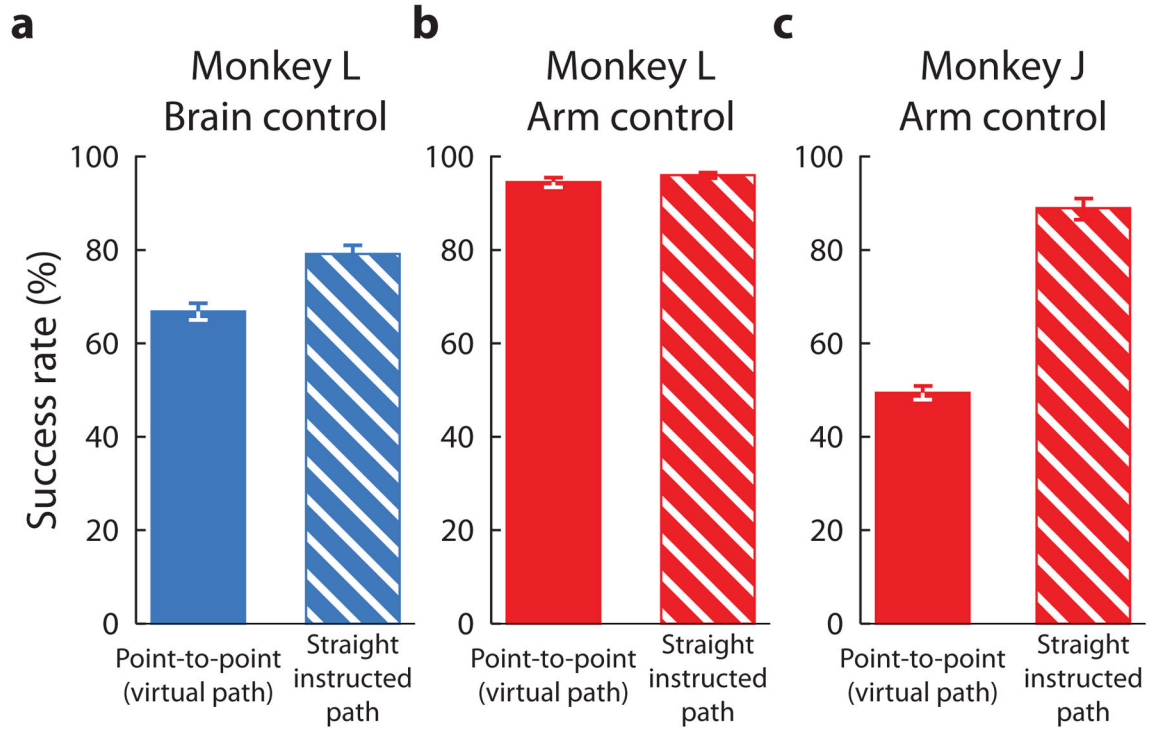 a
Monkey L
Brain control
b
Monkey L
Arm control
c
Monkey J
Arm control
Success rate (%)
100
80
60
40
20
0
Point-to-point
(virtual path)
Straight
instructed
path
100
80
60
40
20
0
Point-to-point
(virtual path)
Straight
instructed
path
100
80
60
40
20
0
Point-to-point
(virtual path)
Straight
instructed
path